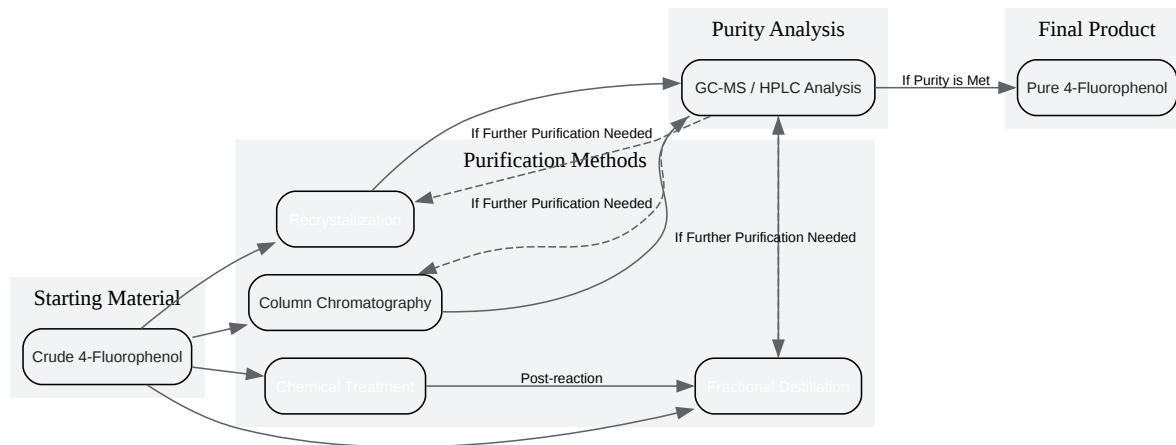 Purity Analysis
Final Product
GC-MS / HPLC Analysis
If Purity is Met
Pure 4-Fluorophenol
If Further Purification Needed
Purification Methods
Recrystallization
If Further Purification Needed
If Further Purification Needed
Starting Material
Column Chromatography
Crude 4-Fluorophenol
Chemical Treatment
Post-reaction
Fractional Distillation